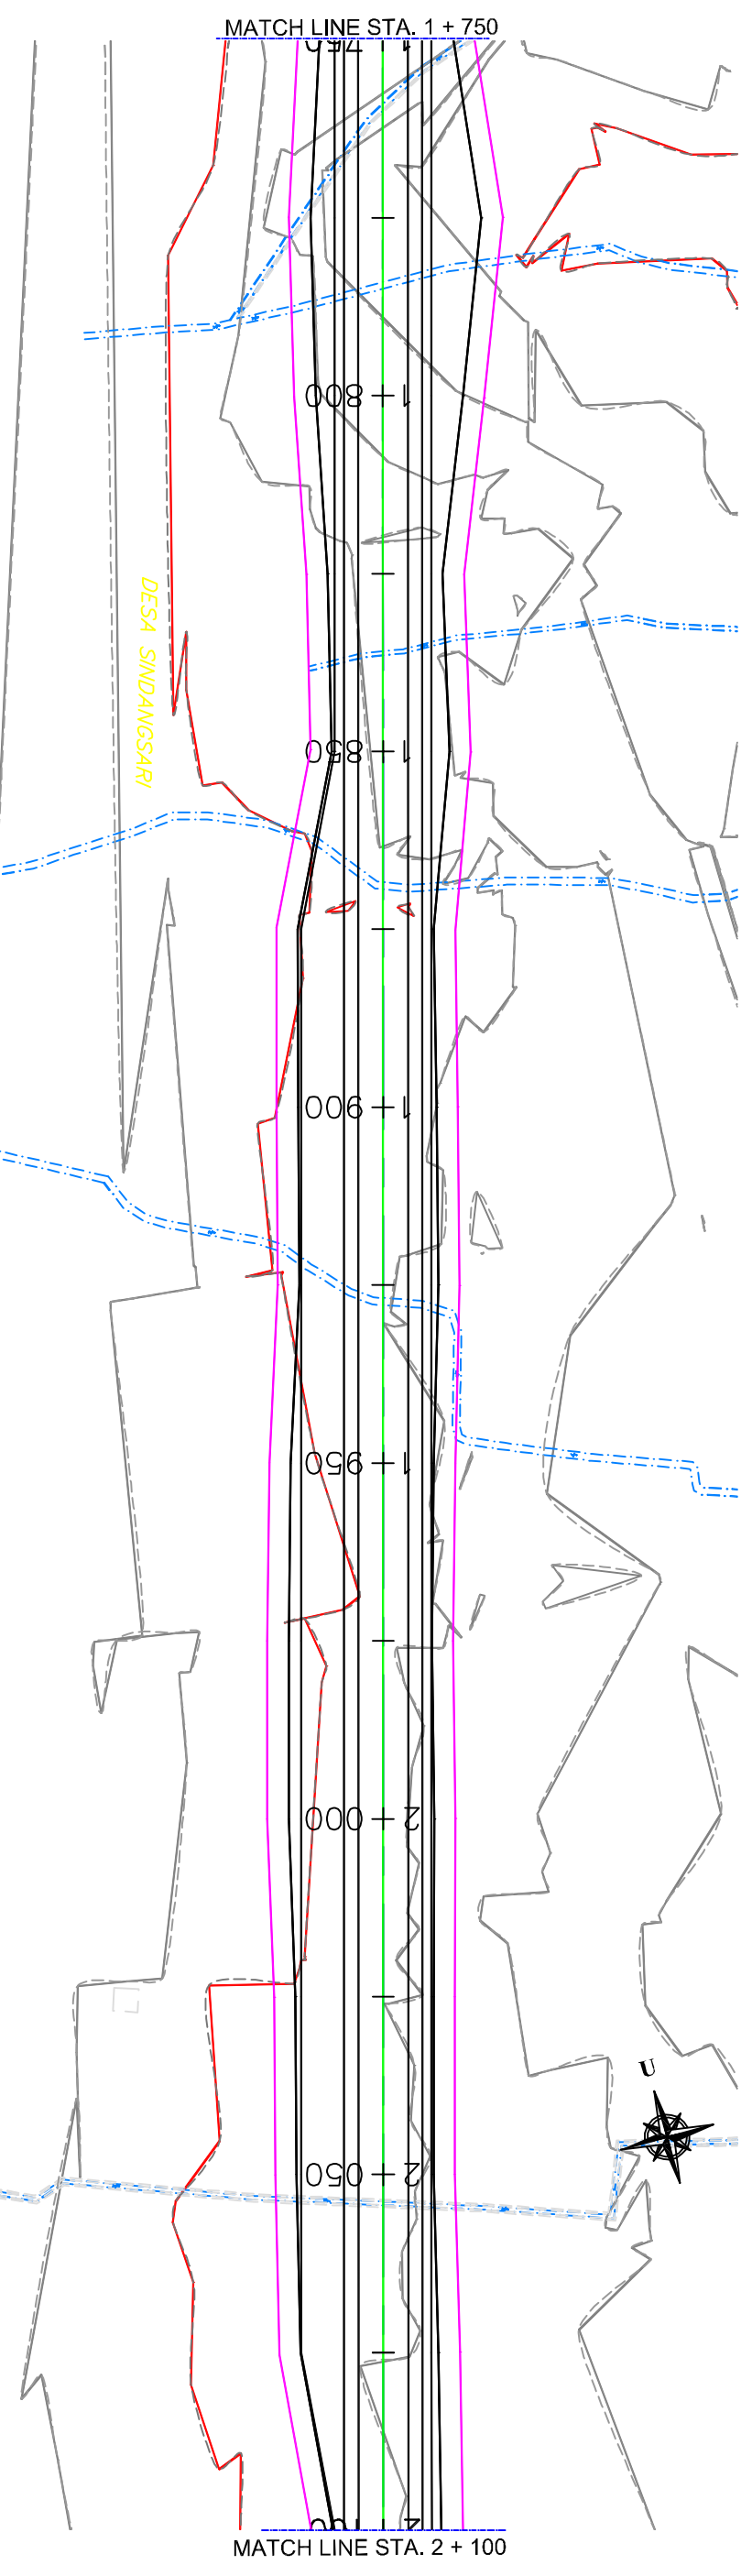 MATCH LINE STA. 1 + 750
1+800
DESA SINDANGSARI
1+850
1+900
1+950
2+000
U
2+050
MATCH LINE STA. 2 + 100